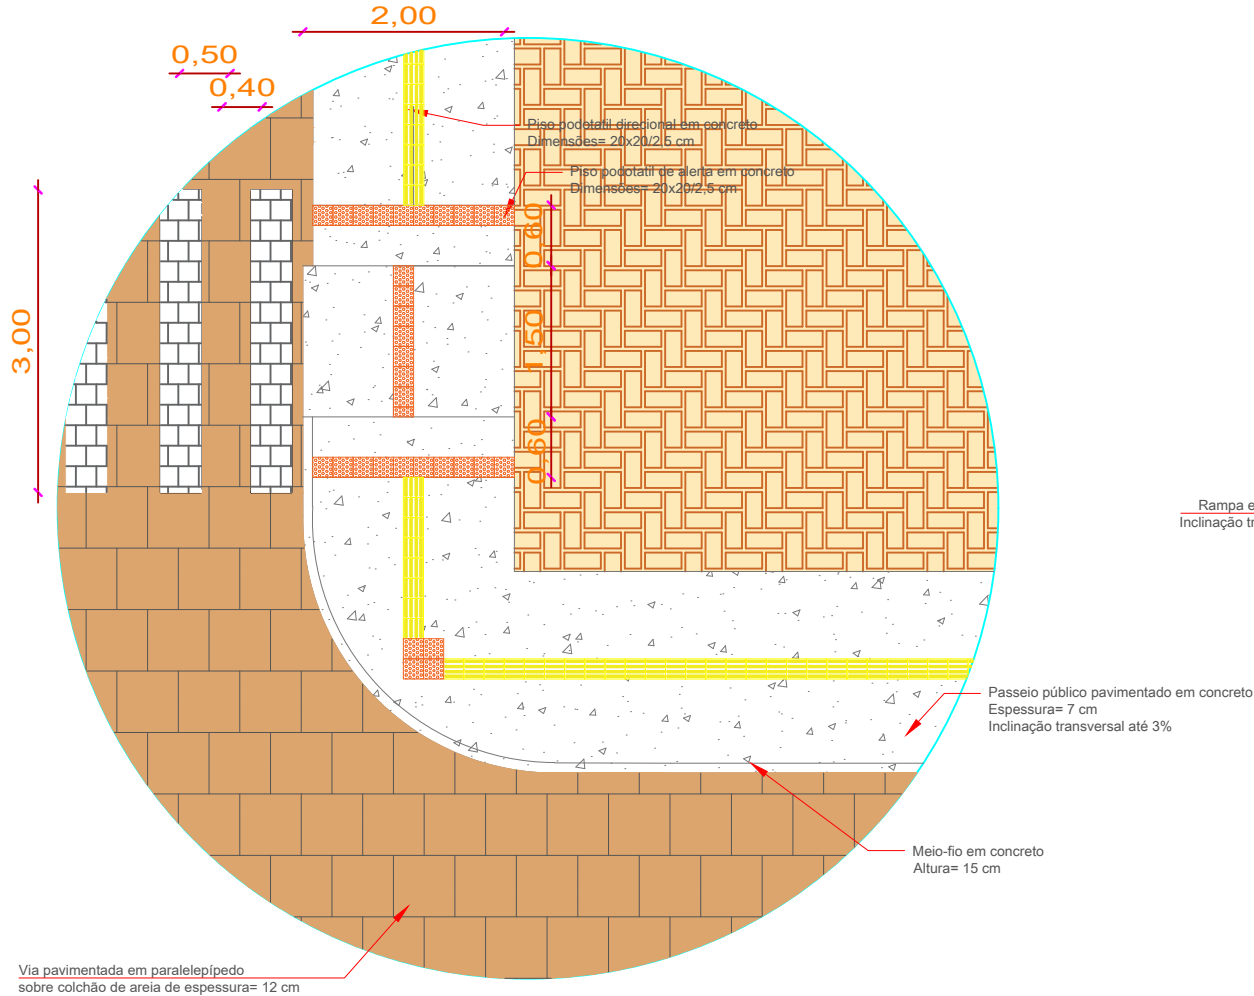 2,00
0,50
0,40
Piso podotatil direcional em concreto
Dimensões= 20x20/2,5 cm
Piso podotatil de alerta em concreto
Dimensões= 20x20/2,5 cm
0,60
3,00
1,50
0,60
Rampa e
Inclinação tr
Passeio público pavimentado em concreto
Espessura= 7 cm
Inclinação transversal até 3%
Meio-fio em concreto
Altura= 15 cm
Via pavimentada em paralelepípedo
sobre colchão de areia de espessura= 12 cm